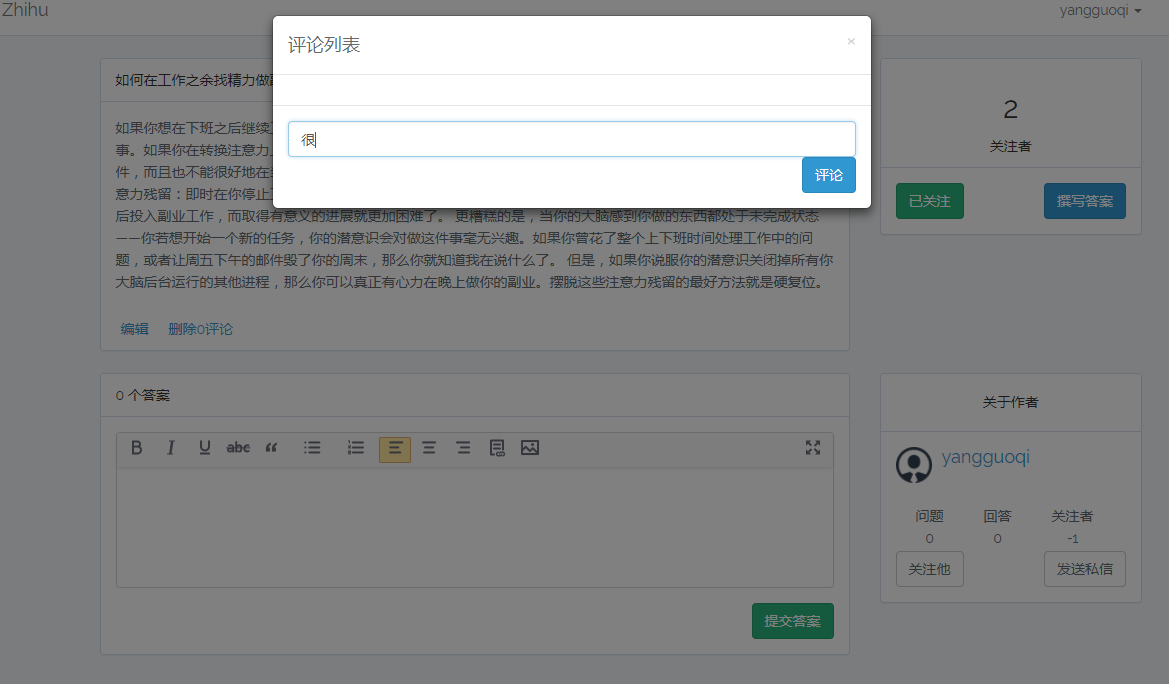 Zhihu
yangguoqi
评论列表
×
很
评论
如何在工作之余找精力做
如果你想在下班之后继续
事。如果你在转换注意力
件，而且也不能很好地在
意力残留：即时在你停止
后投入副业工作，而取得有意义的进展就更加困难了。 更糟糕的是，当你的大脑感到你做的东西都处于未完成状态
——你若想开始一个新的任务，你的潜意识会对做这件事毫无兴趣。如果你曾花了整个上下班时间处理工作中的问
题，或者让周五下午的邮件毁了你的周末，那么你就知道我在说什么了。 但是，如果你说服你的潜意识关闭掉所有你
大脑后台运行的其他进程，那么你可以真正有心力在晚上做你的副业。摆脱这些注意力残留的最好方法就是硬复位。
编辑 删除0评论
2
关注者
已关注 撰写答案
0 个答案
B I U abc “
提交答案
关于作者
yangguoqi
问题 回答 关注者
0 0 -1
关注他 发送私信